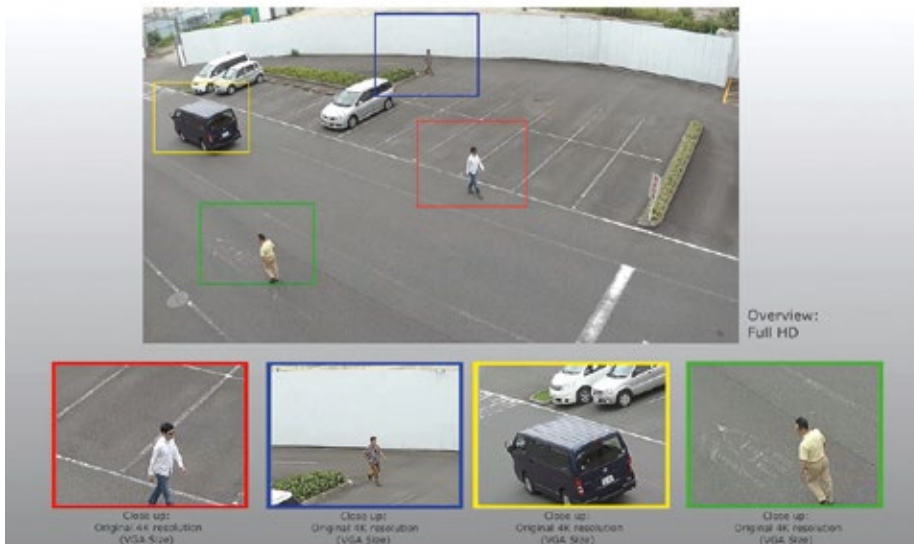 Overview:
Full HD
Close up:
Original 4K resolution
(VGA Size)
Close up:
Original 4K resolution
(VGA Size)
Close up:
Original 4K resolution
(VGA Size)
Close up:
Original 4K resolution
(VGA Size)